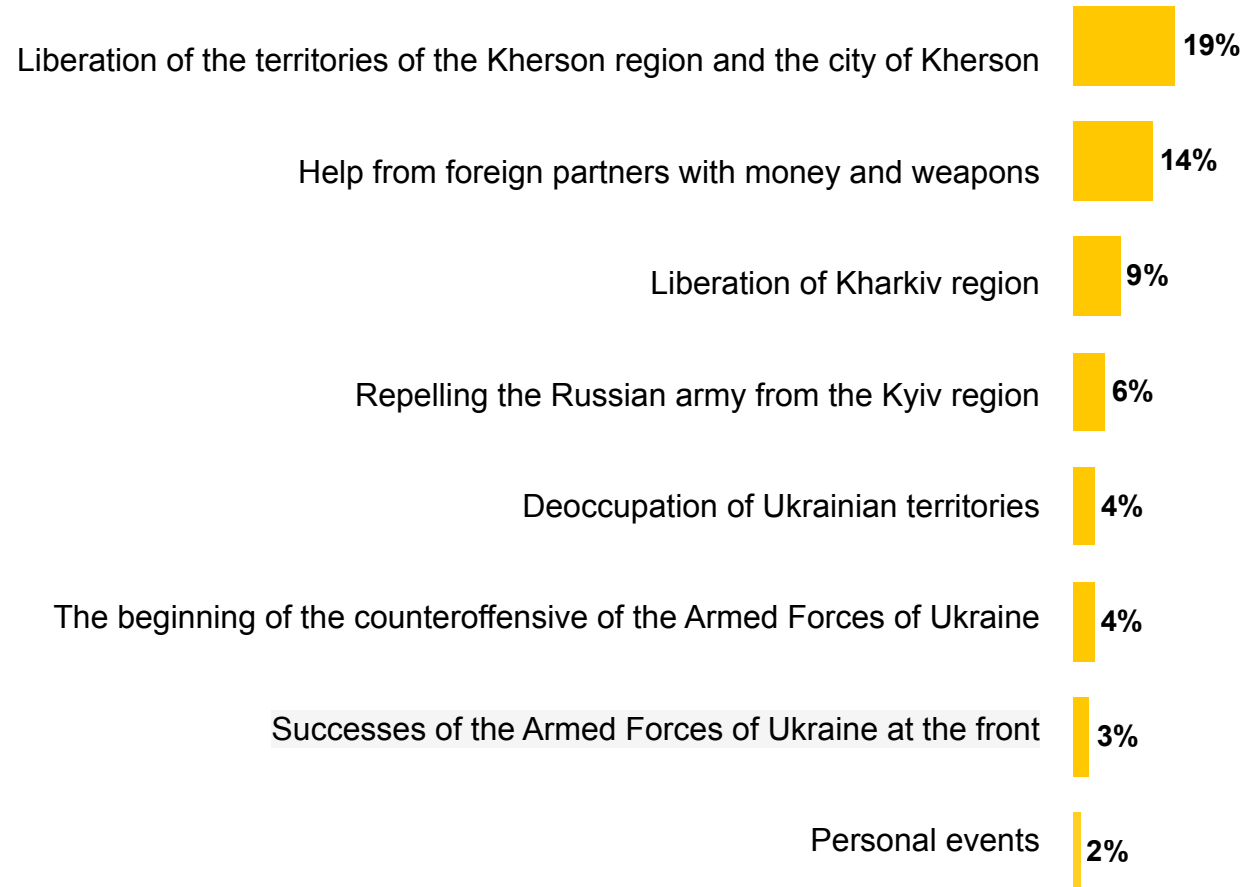 Liberation of the territories of the Kherson region and the city of Kherson 19%
Help from foreign partners with money and weapons 14%
Liberation of Kharkiv region 9%
Repelling the Russian army from the Kyiv region 6%
Deoccupation of Ukrainian territories 4%
The beginning of the counteroffensive of the Armed Forces of Ukraine 4%
Successes of the Armed Forces of Ukraine at the front 3%
Personal events 2%